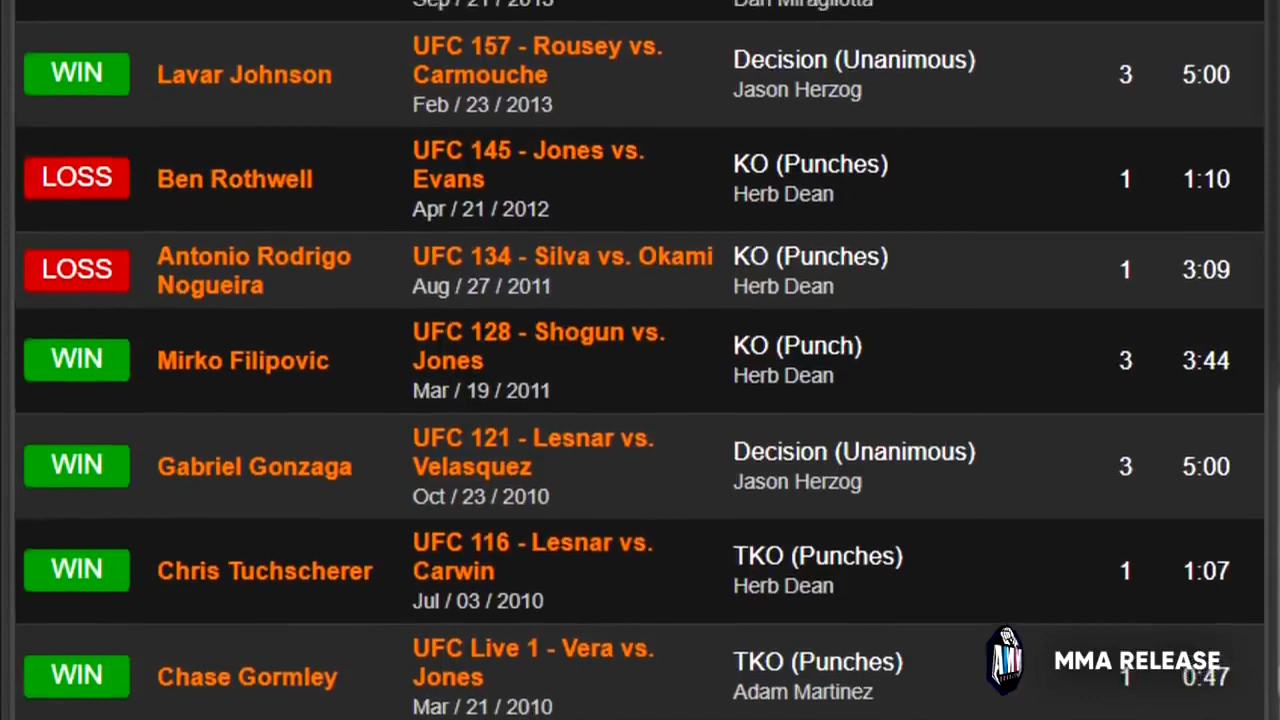 Sep / 21 / 2013
Dan Miragliotta
WIN
Lavar Johnson
UFC 157 - Rousey vs.
Carmouche
Feb / 23 / 2013
Decision (Unanimous)
Jason Herzog
3
5:00
LOSS
Ben Rothwell
UFC 145 - Jones vs.
Evans
Apr / 21 / 2012
KO (Punches)
Herb Dean
1
1:10
LOSS
Antonio Rodrigo
Nogueira
UFC 134 - Silva vs. Okami
Aug / 27 / 2011
KO (Punches)
Herb Dean
1
3:09
WIN
Mirko Filipovic
UFC 128 - Shogun vs.
Jones
Mar / 19 / 2011
KO (Punch)
Herb Dean
3
3:44
WIN
Gabriel Gonzaga
UFC 121 - Lesnar vs.
Velasquez
Oct / 23 / 2010
Decision (Unanimous)
Jason Herzog
3
5:00
WIN
Chris Tuchscherer
UFC 116 - Lesnar vs.
Carwin
Jul / 03 / 2010
TKO (Punches)
Herb Dean
1
1:07
WIN
Chase Gormley
UFC Live 1 - Vera vs.
Jones
Mar / 21 / 2010
TKO (Punches)
Adam Martinez
1
0:47
MMA RELEASE